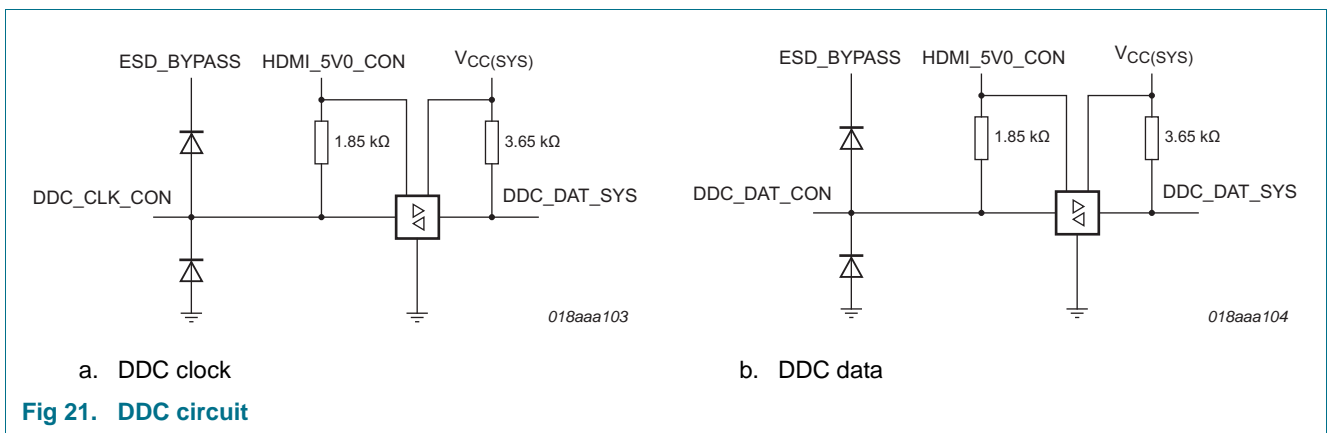 ESD_BYPASS HDMI_5V0_CON VCC(SYS)
1.85 kΩ 3.65 kΩ
DDC_CLK_CON DDC_DAT_SYS
018aaa103
a. DDC clock
ESD_BYPASS HDMI_5V0_CON VCC(SYS)
1.85 kΩ 3.65 kΩ
DDC_DAT_CON DDC_DAT_SYS
018aaa104
b. DDC data
Fig 21. DDC circuit